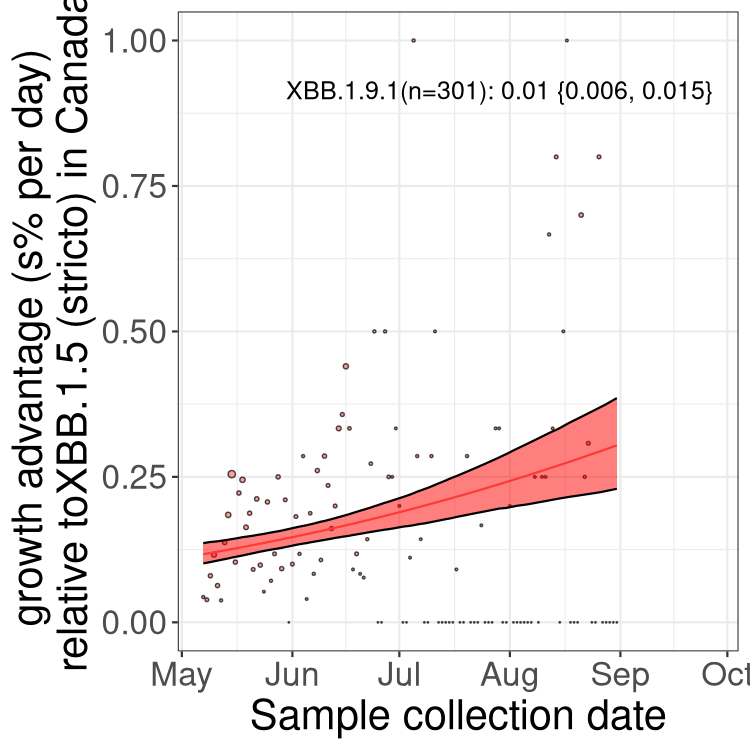 growth advantage (s% per day)
relative toXBB.1.5 (stricto) in Canada
1.00
0.75
0.50
0.25
0.00
XBB.1.9.1(n=301): 0.01 {0.006, 0.015}
May Jun Jul Aug Sep Oct
Sample collection date